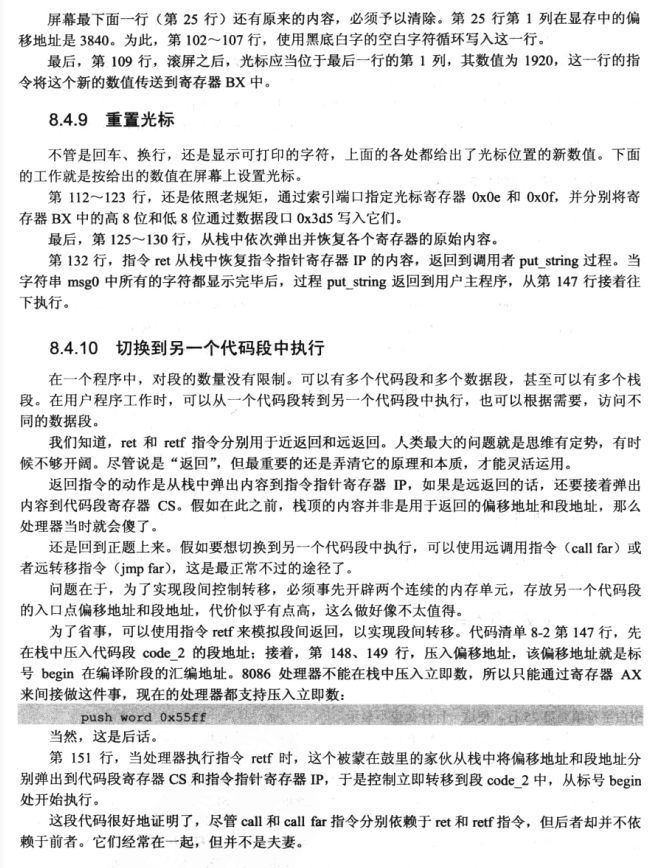 屏幕最下面一行（第 25 行）还有原来的内容，必须予以清除。第 25 行第 1 列在显存中的偏
移地址是 3840。为此，第 102～107 行，使用黑底白字的空白字符循环写入这一行。
最后，第 109 行，滚屏之后，光标应当位于最后一行的第 1 列，其数值为 1920，这一行的指
令将这个新的数值传送到寄存器 BX 中。
8.4.9 重置光标
不管是回车、换行，还是显示可打印的字符，上面的各处都给出了光标位置的新数值。下面
的工作就是按给出的数值在屏幕上设置光标。
第 112～123 行，还是依照老规矩，通过索引端口指定光标寄存器 0x0e 和 0x0f，并分别将寄
存器 BX 中的高 8 位和低 8 位通过数据段口 0x3d5 写入它们。
最后，第 125～130 行，从栈中依次弹出并恢复各个寄存器的原始内容。
第 132 行，指令 ret 从栈中恢复指令指针寄存器 IP 的内容，返回到调用者 put_string 过程。当
字符串 msg0 中所有的字符都显示完毕后，过程 put_string 返回到用户主程序，从第 147 行接着往
下执行。
8.4.10 切换到另一个代码段中执行
在一个程序中，对段的数量没有限制。可以有多个代码段和多个数据段，甚至可以有多个栈
段。在用户程序工作时，可以从一个代码段转到另一个代码段中执行，也可以根据需要，访问不
同的数据段。
我们知道，ret 和 retf 指令分别用于近返回和远返回。人类最大的问题就是思维有定势，有时
候不够开阔。尽管说是“返回”，但最重要的还是弄清它的原理和本质，才能灵活运用。
返回指令的动作是从栈中弹出内容到指令指针寄存器 IP，如果是远返回的话，还要接着弹出
内容到代码段寄存器 CS。假如在此之前，栈顶的内容并非是用于返回的偏移地址和段地址，那么
处理器当时就会傻了。
还是回到正题上来。假如要想切换到另一个代码段中执行，可以使用远调用指令（call far）或
者远转移指令（jmp far），这是最正常不过的途径了。
问题在于，为了实现段间控制转移，必须事先开辟两个连续的内存单元，存放另一个代码段
的入口点偏移地址和段地址，代价似乎有点高，这么做好像不太值得。
为了省事，可以使用指令 retf 来模拟段间返回，以实现段间转移。代码清单 8-2 第 147 行，先
在栈中压入代码段 code_2 的段地址；接着，第 148、149 行，压入偏移地址，该偏移地址就是标
号 begin 在编译阶段的汇编地址。8086 处理器不能在栈中压入立即数，所以只能通过寄存器 AX
来间接做这件事，现在的处理器都支持压入立即数：
push word 0x55ff
当然，这是后话。
第 151 行，当处理器执行指令 retf 时，这个被蒙在鼓里的家伙从栈中将偏移地址和段地址分
别弹出到代码段寄存器 CS 和指令指针寄存器 IP，于是控制立即转移到段 code_2 中，从标号 begin
处开始执行。
这段代码很好地证明了，尽管 call 和 call far 指令分别依赖于 ret 和 retf 指令，但后者却并不依
赖于前者。它们经常在一起，但并不是夫妻。